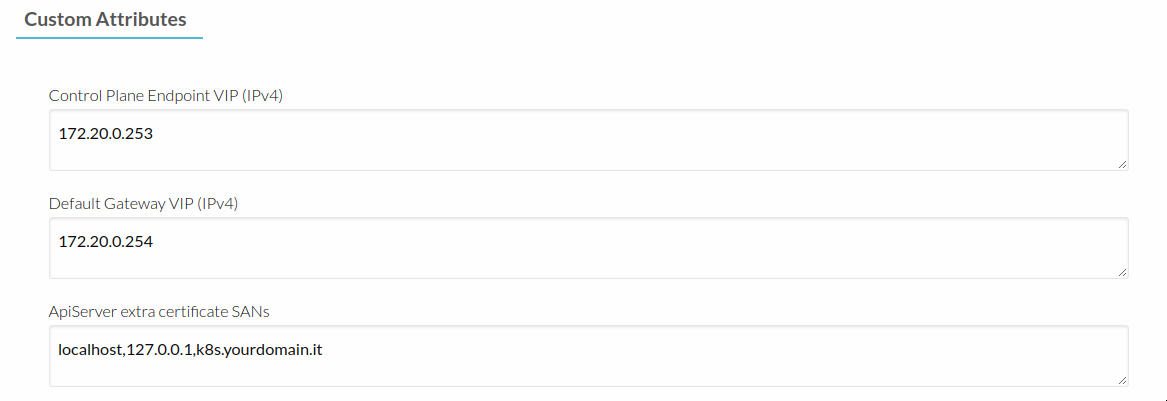 Custom Attributes
Control Plane Endpoint VIP (IPv4)
172.20.0.253
Default Gateway VIP (IPv4)
172.20.0.254
ApiServer extra certificate SANs
localhost,127.0.0.1,k8s.yourdomain.it